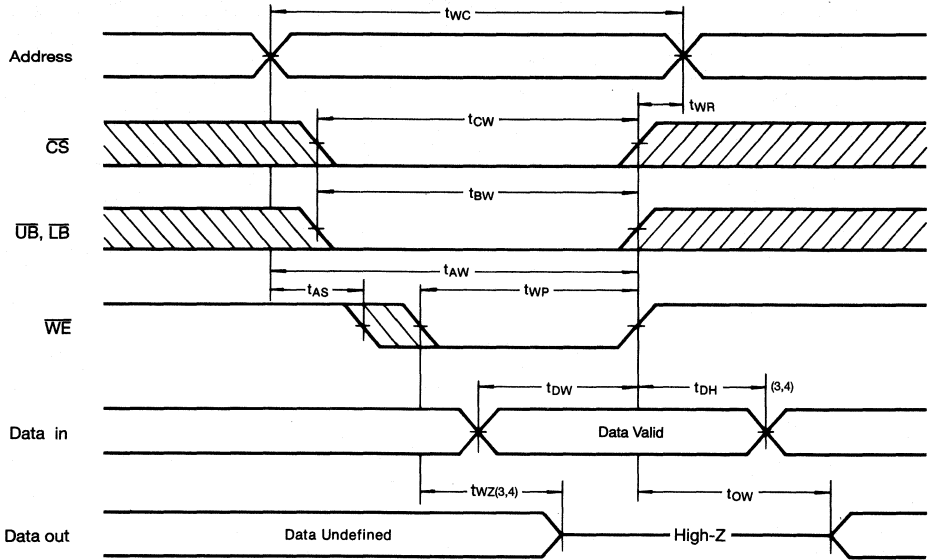 tWC
Address
tWR
tCW
CS
tBW
UB, LB
tAW
tAS
tWP
WE
tDW
tDH
(3,4)
Data in
Data Valid
tWZ(3,4)
tOW
Data out
Data Undefined
High-Z